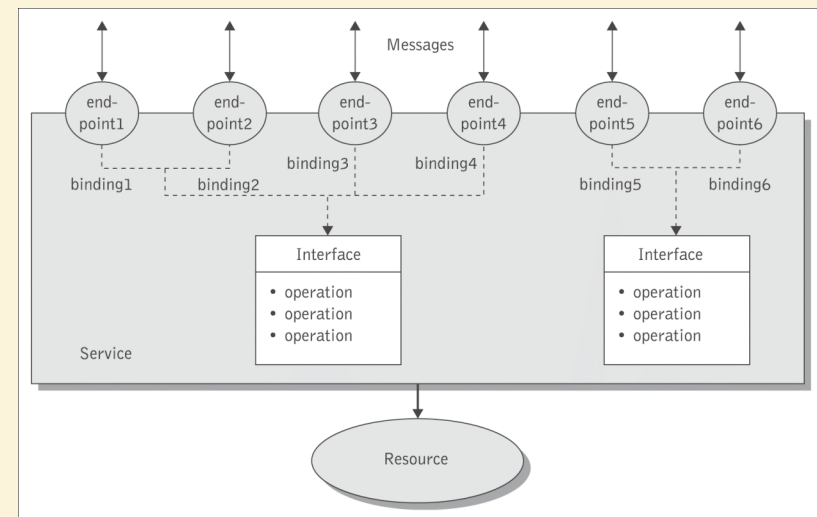 Messages
end-
point1
end-
point2
end-
point3
end-
point4
end-
point5
end-
point6
binding1
binding2
binding3
binding4
binding5
binding6
Interface
• operation
• operation
• operation
Interface
• operation
• operation
• operation
Service
Resource